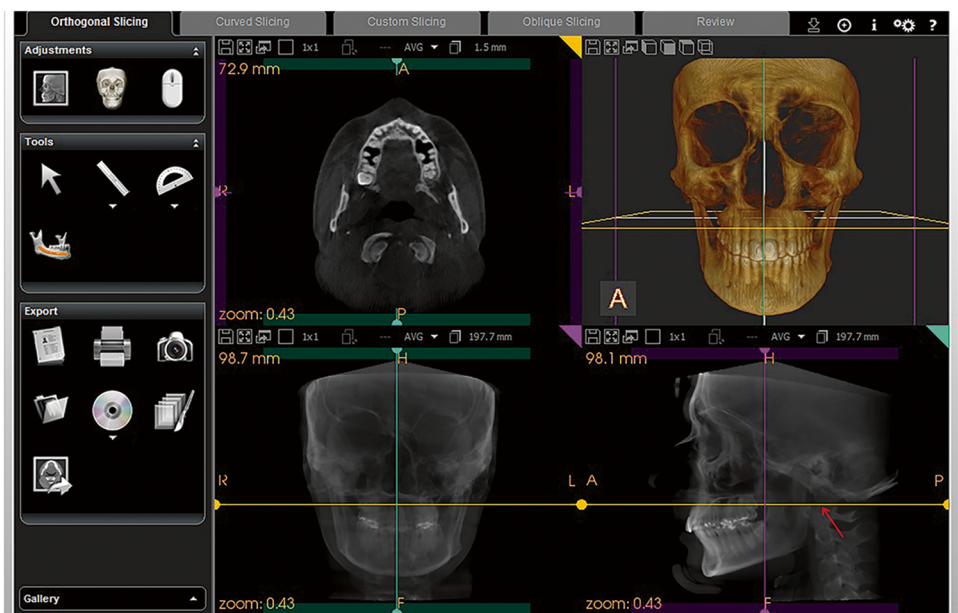 Orthogonal Slicing
Curved Slicing
Custom Slicing
Oblique Slicing
Review
i
?
Adjustments
Tools
Export
Gallery
1x1
--- AVG
1.5 mm
72.9 mm
A
R
L
P
zoom: 0.43
A
1x1
--- AVG
197.7 mm
98.7 mm
H
R
L
F
zoom: 0.43
1x1
--- AVG
197.7 mm
98.1 mm
H
A
P
F
zoom: 0.43